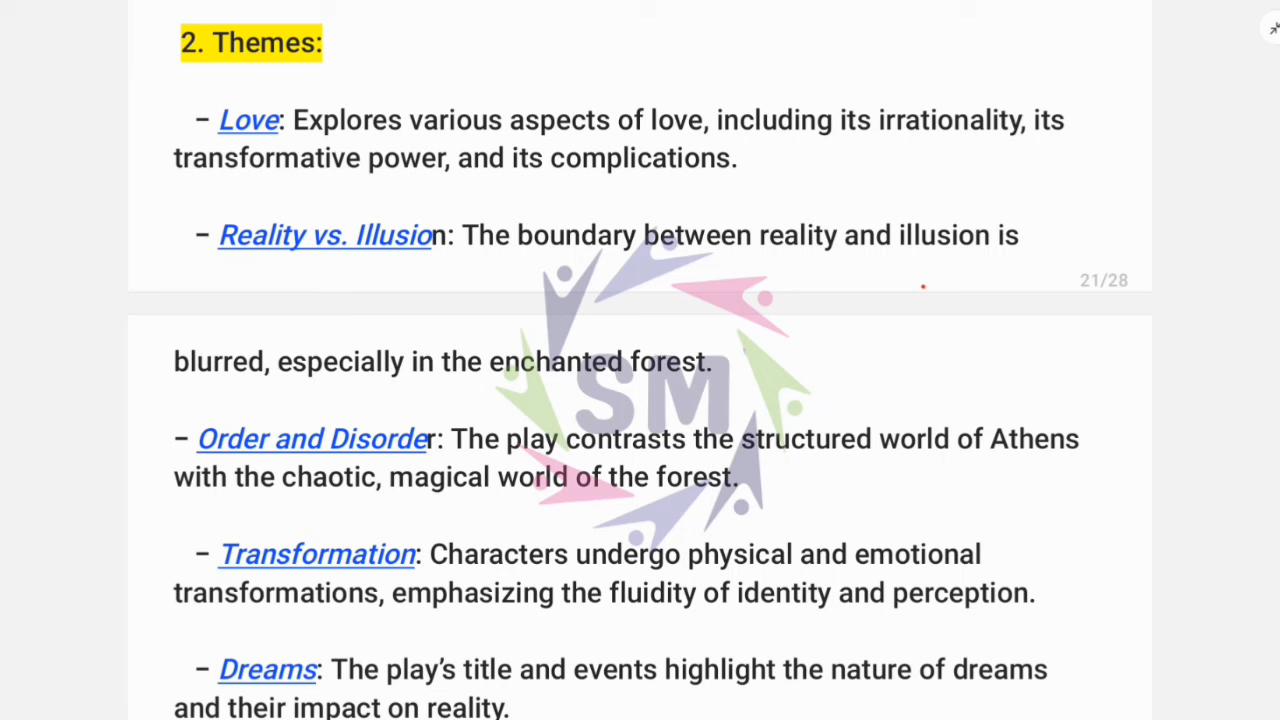 2. Themes:
- Love: Explores various aspects of love, including its irrationality, its
transformative power, and its complications.
- Reality vs. Illusion: The boundary between reality and illusion is
21/28
blurred, especially in the enchanted forest.
SM
- Order and Disorder: The play contrasts the structured world of Athens
with the chaotic, magical world of the forest.
- Transformation: Characters undergo physical and emotional
transformations, emphasizing the fluidity of identity and perception.
- Dreams: The play's title and events highlight the nature of dreams
and their impact on reality.